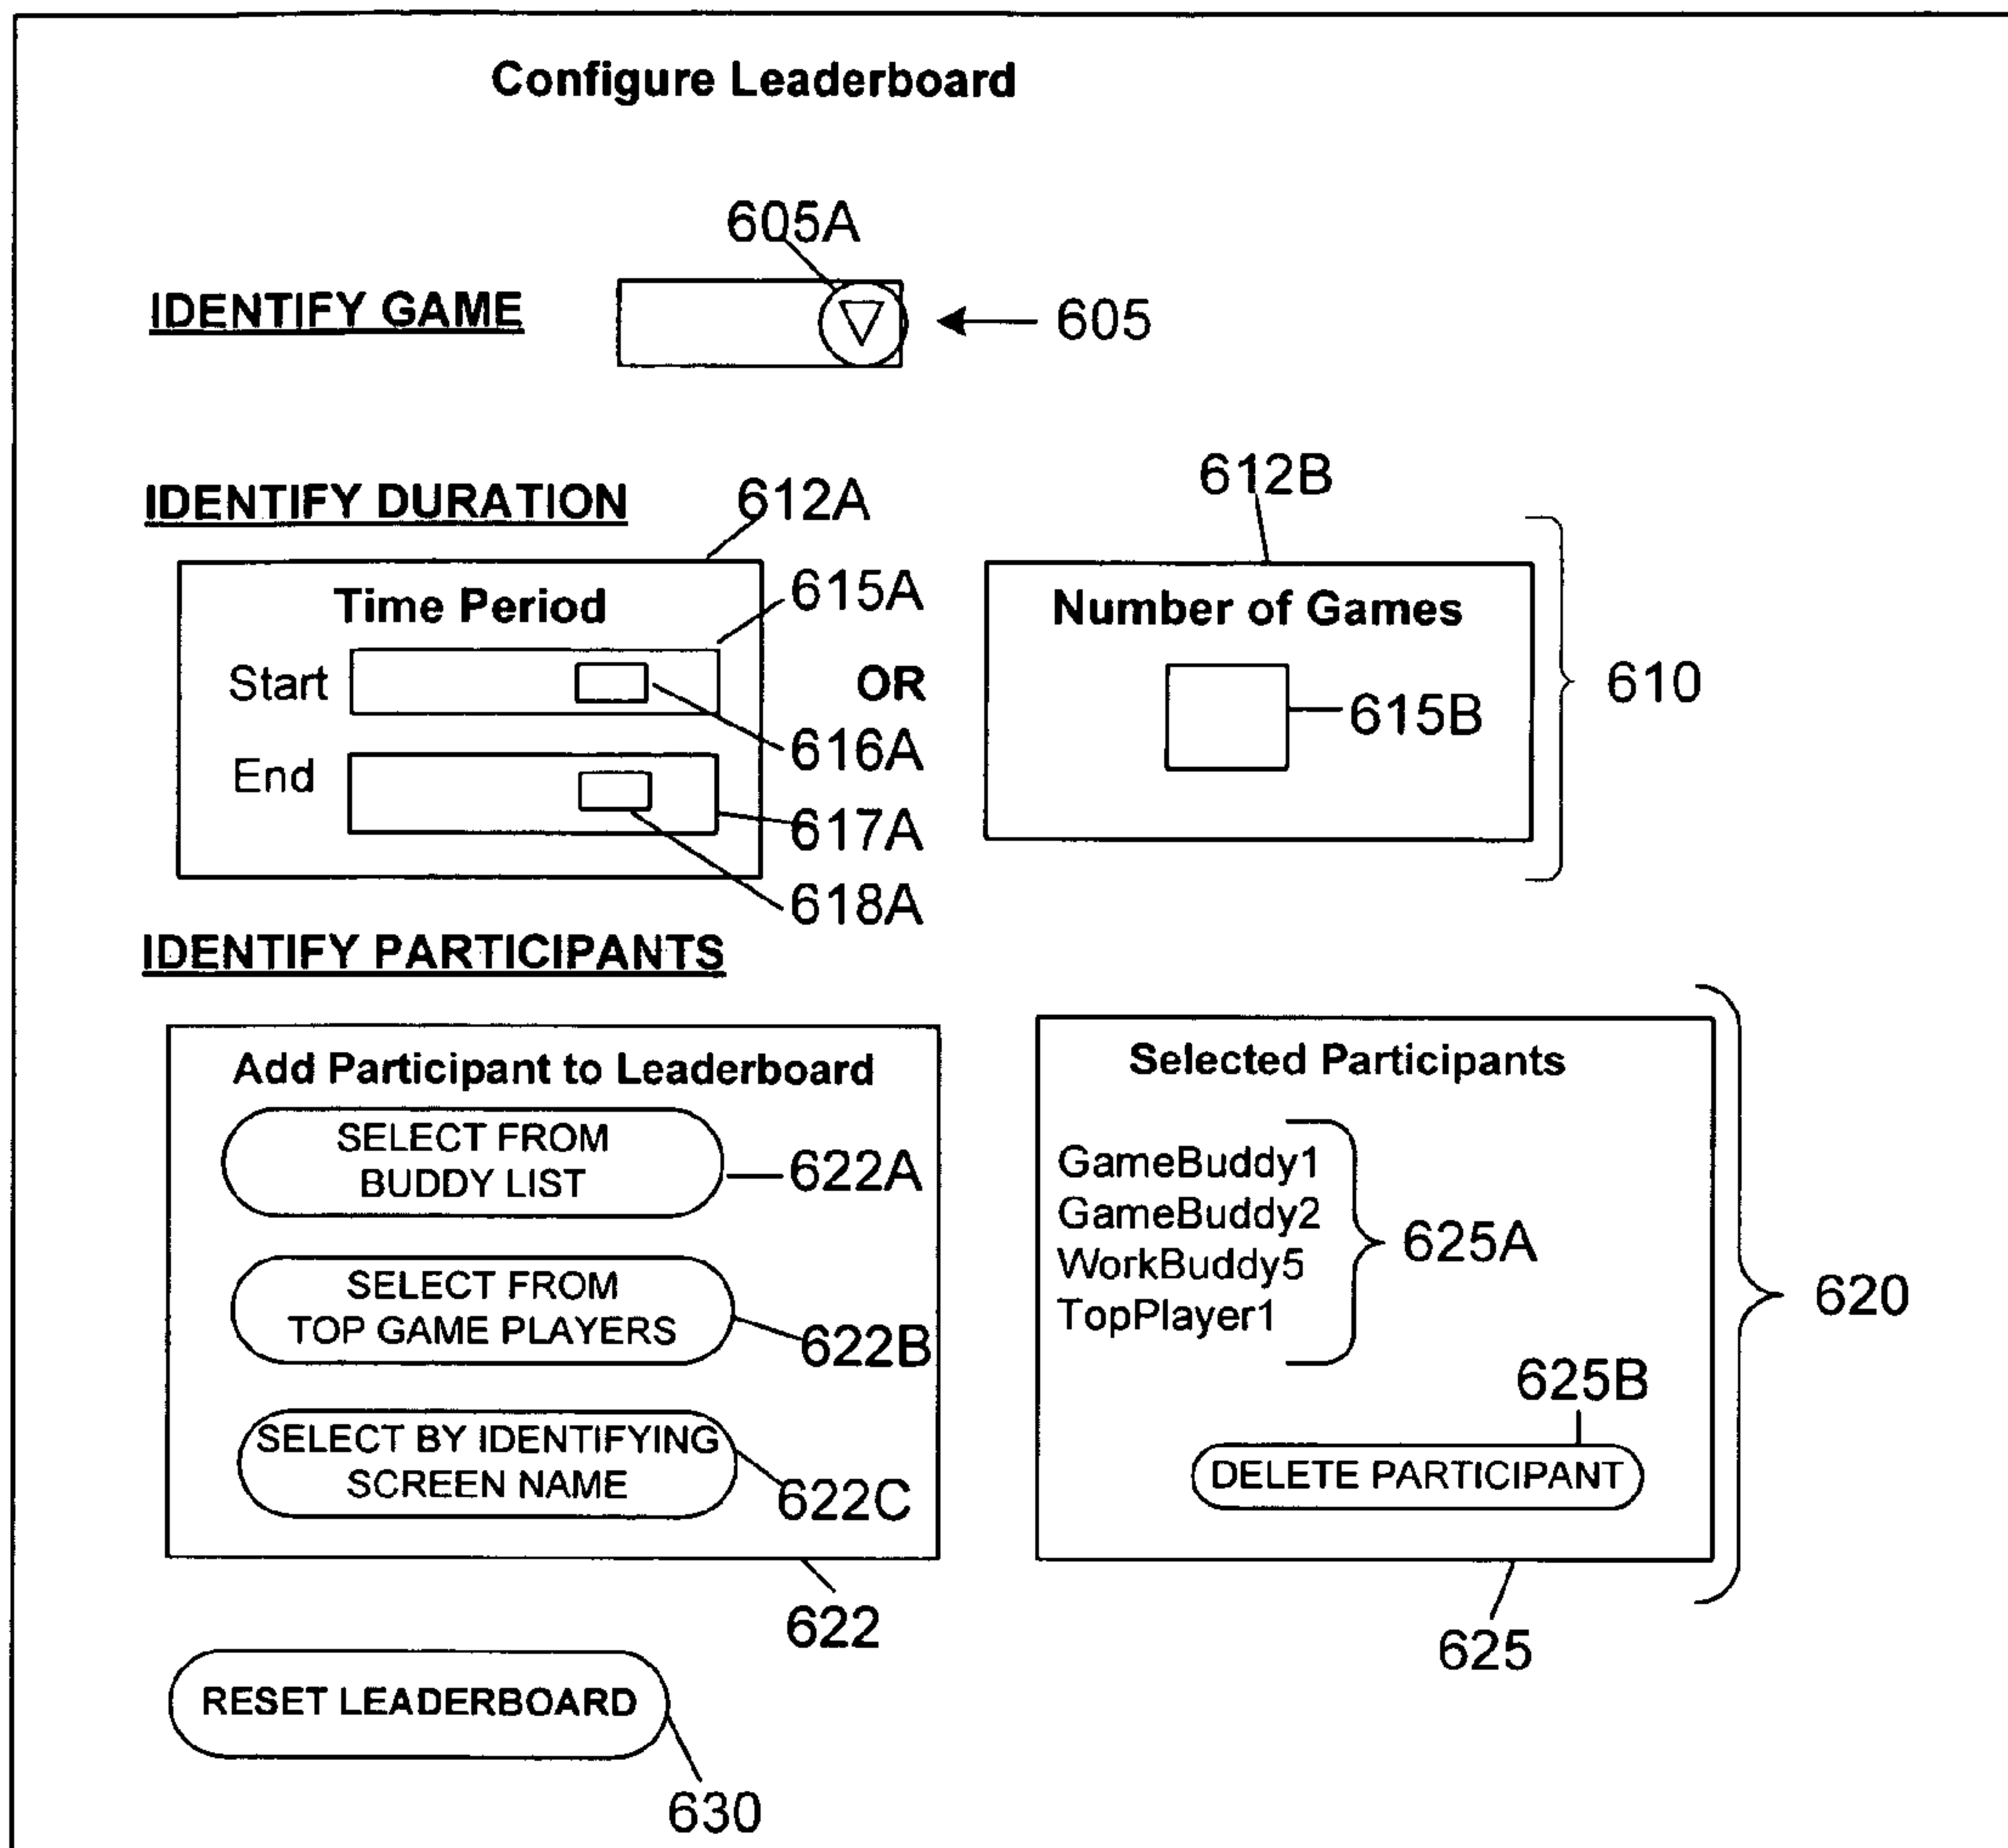 Configure Leaderboard
605A
IDENTIFY GAME
605
IDENTIFY DURATION
612A
612B
Time Period
615A
Number of Games
Start
OR
610
615B
616A
End
617A
618A
IDENTIFY PARTICIPANTS
Add Participant to Leaderboard
SELECT FROM
BUDDY LIST
622A
SELECT FROM
TOP GAME PLAYERS
622B
SELECT BY IDENTIFYING
SCREEN NAME
622C
622
Selected Participants
GameBuddy1
GameBuddy2
WorkBuddy5
TopPlayer1
625A
620
625B
DELETE PARTICIPANT
625
RESET LEADERBOARD
630